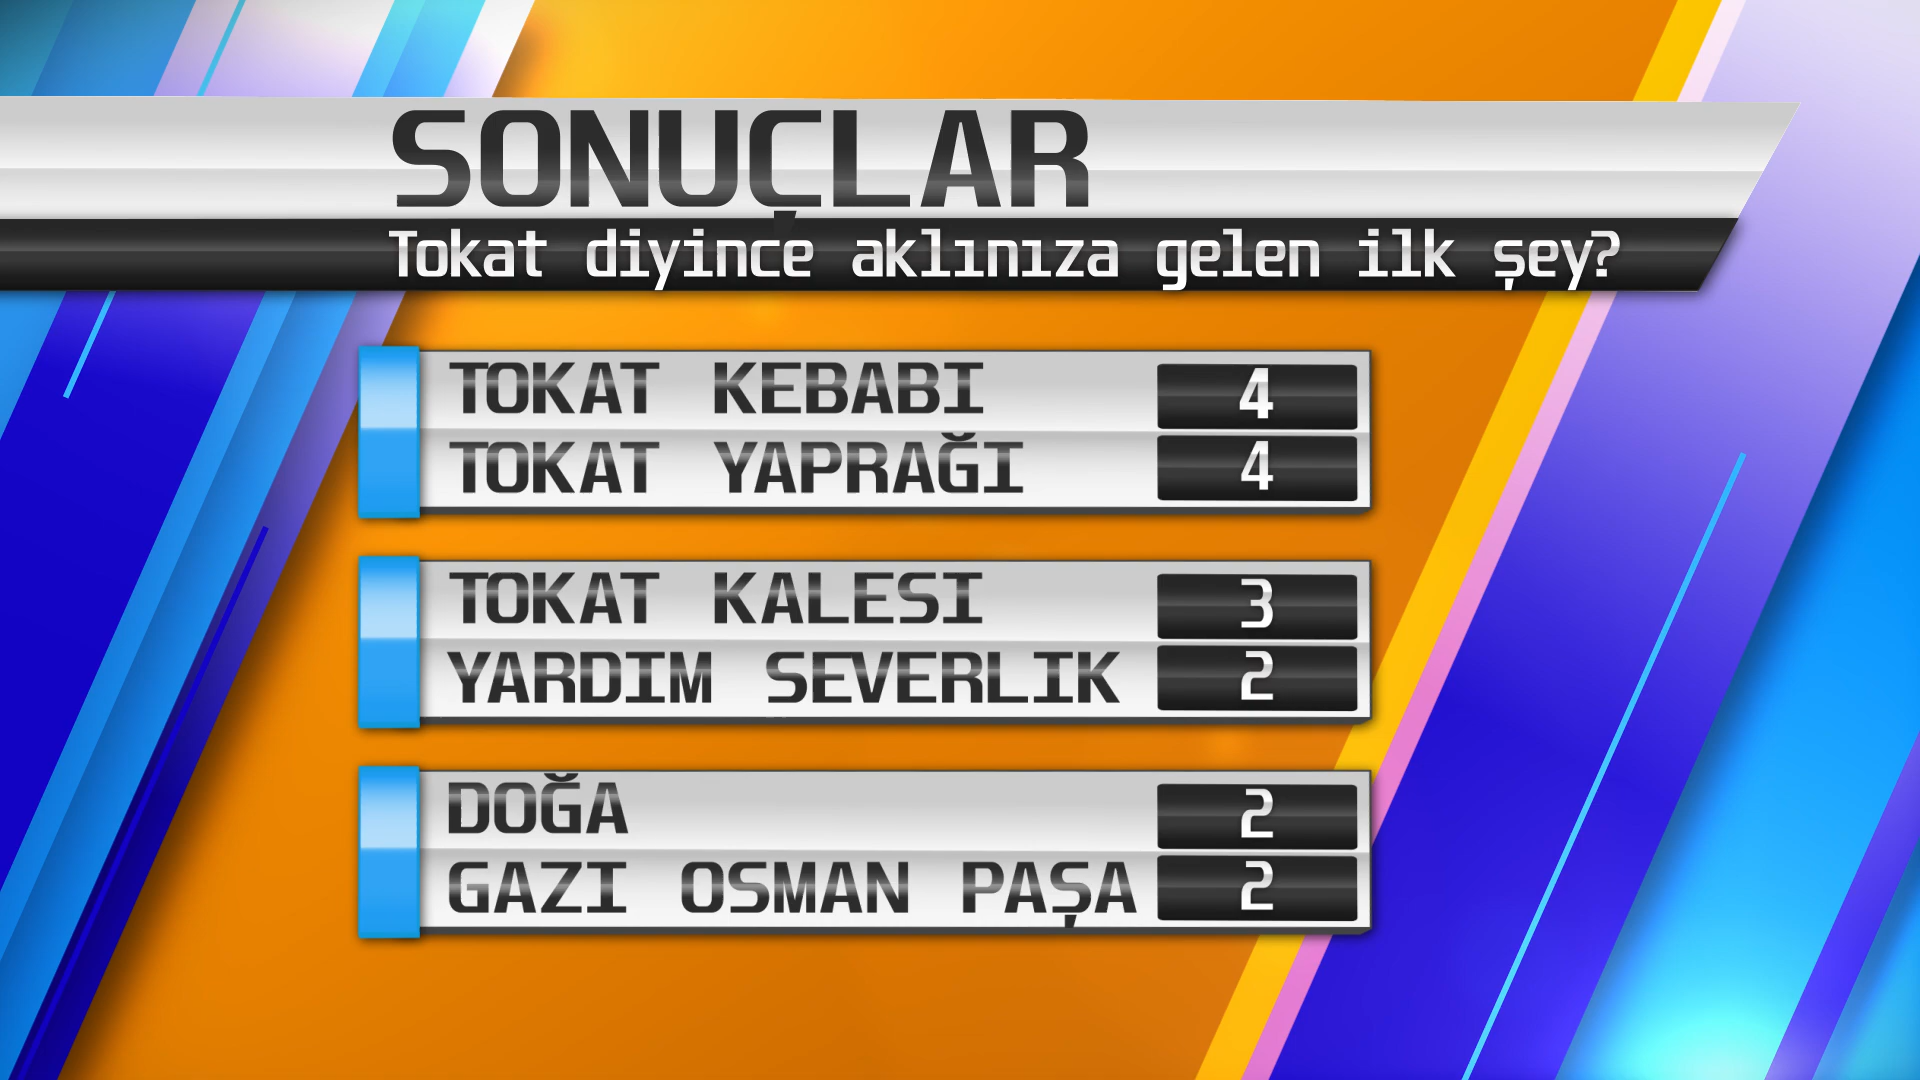 SONUÇLAR
Tokat diyince aklınıza gelen ilk şey?
TOKAT KEBABI 4
TOKAT YAPRAĞI 4
TOKAT KALESI 3
YARDIM SEVERLIK 2
DOĞA 2
GAZI OSMAN PAŞA 2